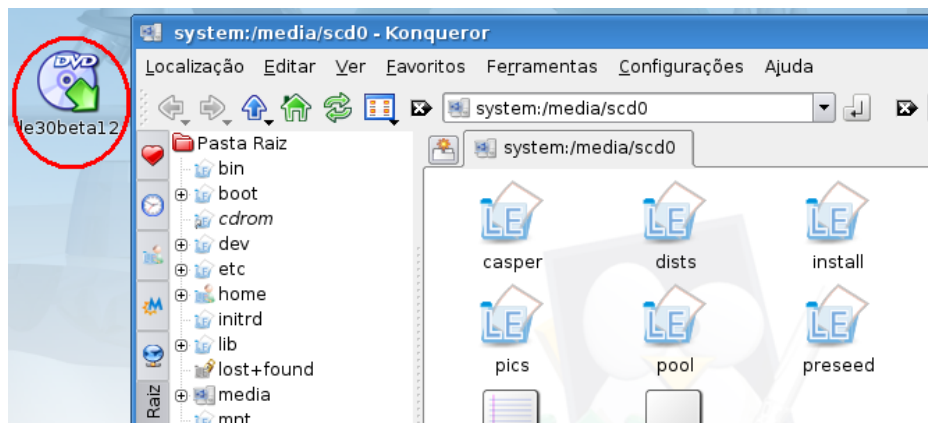 system:/media/scd0 - Konqueror
Localização Editar Ver Favoritos Ferramentas Configurações Ajuda
system:/media/scd0
DVD
le30beta12
Pasta Raiz
system:/media/scd0
bin
boot
cdrom
dev
etc
home
initrd
lib
lost+found
media
mnt
Raiz
LE LE LE
casper dists install
LE LE LE
pics pool preseed